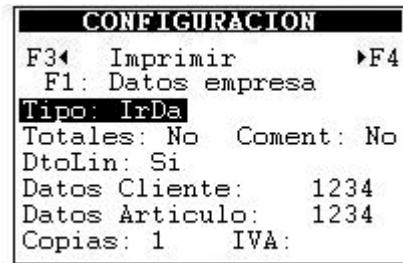 CONFIGURACION
F3◂ Imprimir ▸F4
F1: Datos empresa
Tipo: IrDa
Totales: No Coment: No
DtoLin: Si
Datos Cliente: 1234
Datos Articulo: 1234
Copias: 1 IVA: